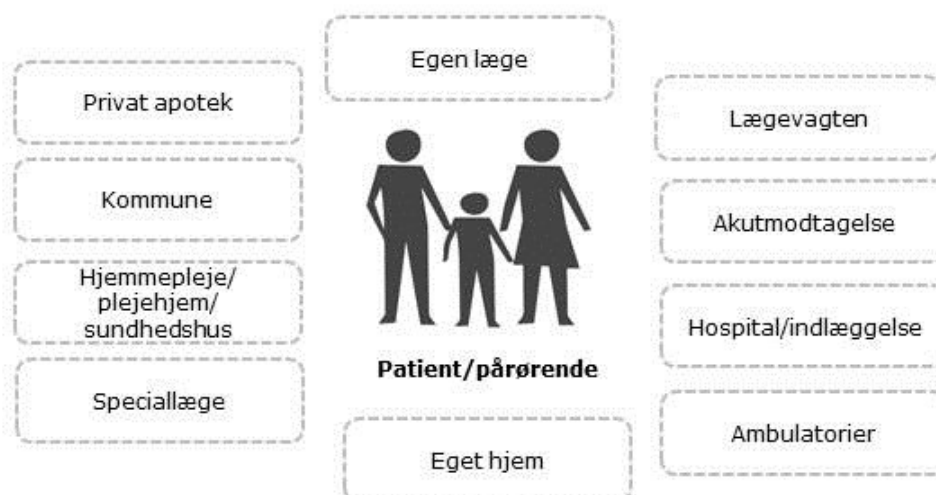 Egen læge
Privat apotek
Kommune
Hjemmepleje/
plejehjem/
sundhedshus
Speciallæge
Lægevagten
Akutmodtagelse
Hospital/indlæggelse
Ambulatorier
Patient/pårørende
Eget hjem